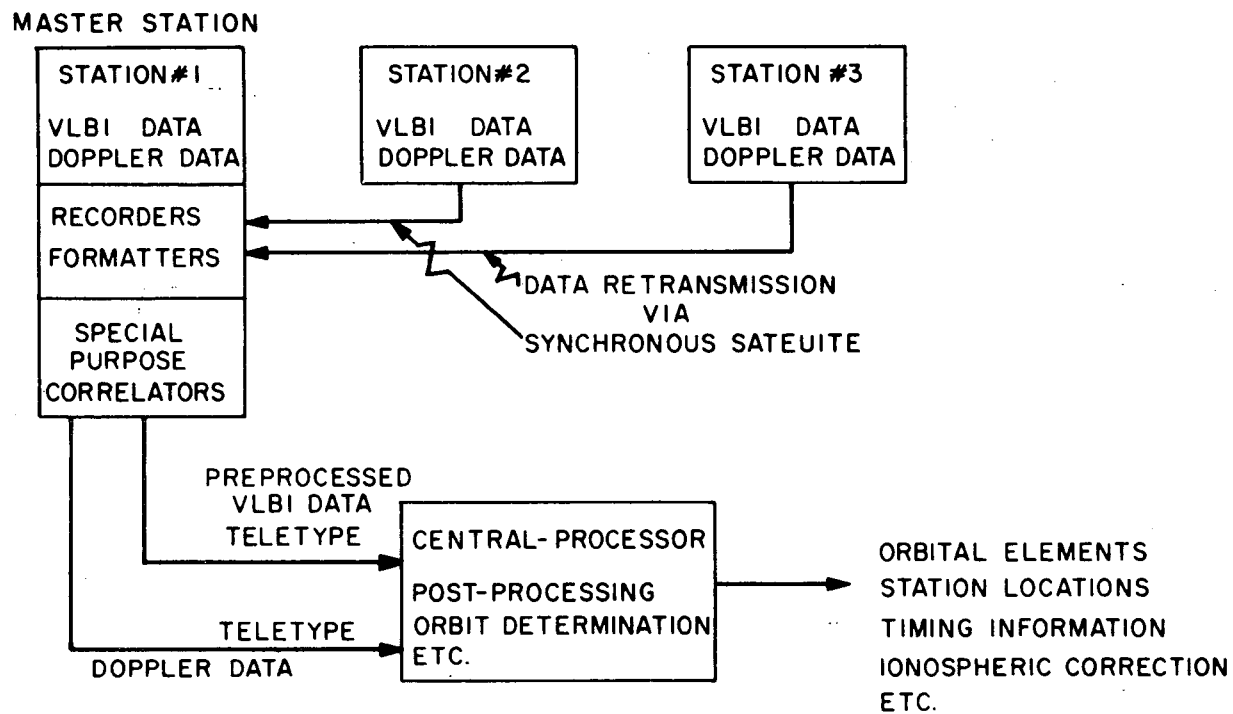 MASTER STATION
STATION#1
VLBI DATA
DOPPLER DATA
RECORDERS
FORMATTERS
SPECIAL
PURPOSE
CORRELATORS
STATION#2
VLBI DATA
DOPPLER DATA
STATION #3
VLBI DATA
DOPPLER DATA
DATA RETRANSMISSION
VIA
SYNCHRONOUS SATEUITE
PREPROCESSED
VLBI DATA
TELETYPE
TELETYPE
DOPPLER DATA
CENTRAL-PROCESSOR
POST-PROCESSING
ORBIT DETERMINATION
ETC.
ORBITAL ELEMENTS
STATION LOCATIONS
TIMING INFORMATION
IONOSPHERIC CORRECTION
ETC.